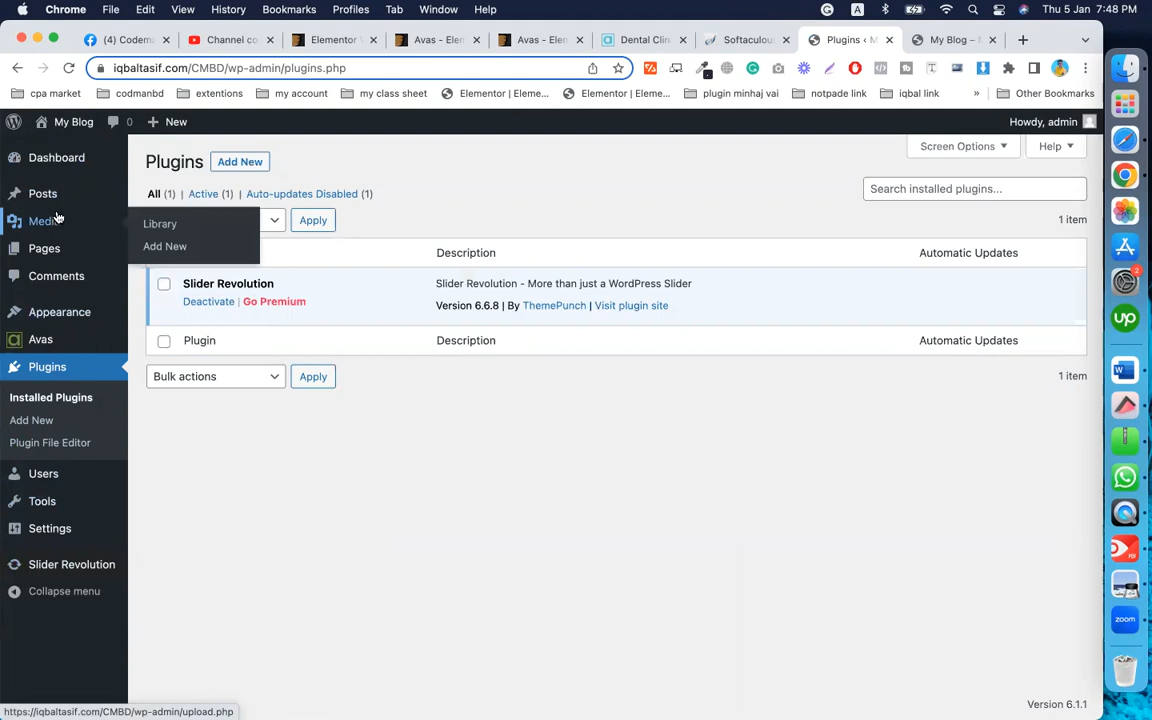 Chrome File Edit View History Bookmarks Profiles Tab Window Help A Thu 5 Jan 7:48 PM
(4) Codema Channel co Elementor W Avas - Elen Avas - Elen Dental Clin Softaculou Plugins ‹ M My Blog –
iqbaltasif.com/CMBD/wp-admin/plugins.php
cpa market codmanbd extentions my account my class sheet Elementor | Eleme... Elementor | Eleme... plugin minhaj vai notpade link iqbal link » Other Bookmarks
My Blog 0 New Howdy, admin
Dashboard
Posts
Media
Pages
Comments
Appearance
Avas
Plugins
Installed Plugins
Add New
Plugin File Editor
Users
Tools
Settings
Slider Revolution
Collapse menu
Library
Add New
Screen Options Help
Plugins Add New
All (1) | Active (1) | Auto-updates Disabled (1)
Search installed plugins...
Apply 1 item
Description Automatic Updates
Slider Revolution Slider Revolution - More than just a WordPress Slider
Deactivate | Go Premium Version 6.6.8 | By ThemePunch | Visit plugin site
Plugin Description Automatic Updates
Bulk actions Apply 1 item
Version 6.1.1
https://iqbaltasif.com/CMBD/wp-admin/upload.php
2
up
W
PDF
zoom